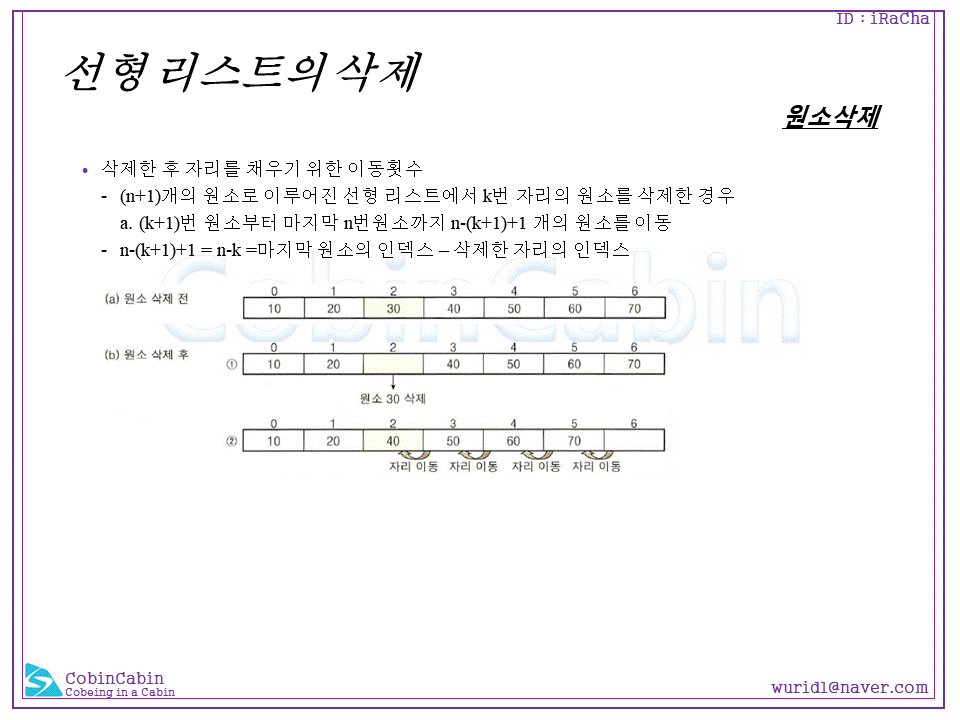 ID : iRaCha
선형 리스트의 삭제
원소삭제
• 삭제한 후 자리를 채우기 위한 이동횟수
- (n+1)개의 원소로 이루어진 선형 리스트에서 k번 자리의 원소를 삭제한 경우
a. (k+1)번 원소부터 마지막 n번원소까지 n-(k+1)+1 개의 원소를 이동
- n-(k+1)+1 = n-k =마지막 원소의 인덱스 – 삭제한 자리의 인덱스
CobinCabin
0 1 2 3 4 5 6
(a) 원소 삭제 전 10 20 30 40 50 60 70
(b) 원소 삭제 후 0 1 2 3 4 5 6
① 10 20 40 50 60 70
원소 30 삭제
0 1 2 3 4 5 6
② 10 20 40 50 60 70
자리 이동 자리 이동 자리 이동 자리 이동
CobinCabin
Cobeing in a Cabin
wurid1@naver.com